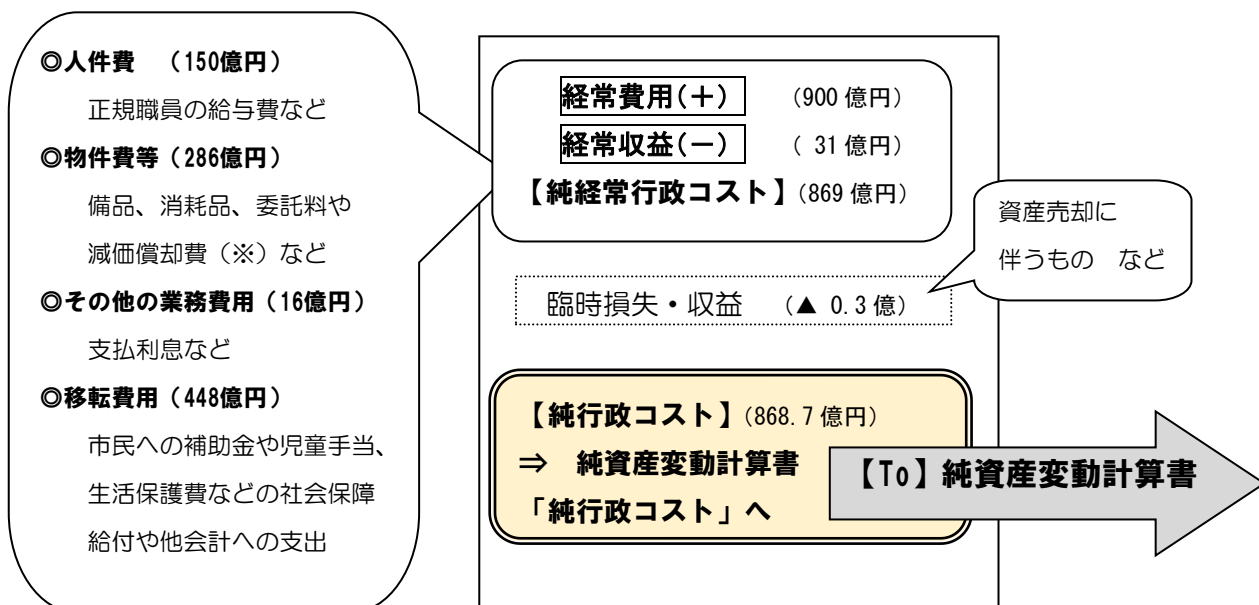 ◎人件費　（150億円）
正規職員の給与費など
◎物件費等（286億円）
備品、消耗品、委託料や
減価償却費（※）など
◎その他の業務費用（16億円）
支払利息など
◎移転費用（448億円）
市民への補助金や児童手当、
生活保護費などの社会保障
給付や他会計への支出
経常費用(＋)　（900 億円）
経常収益(－)　（ 31 億円）
【純経常行政コスト】（869 億円）
資産売却に
伴うもの　など
臨時損失・収益　（▲ 0.3 億）
【純行政コスト】（868.7 億円）
⇒　純資産変動計算書
「純行政コスト」へ
【To】純資産変動計算書